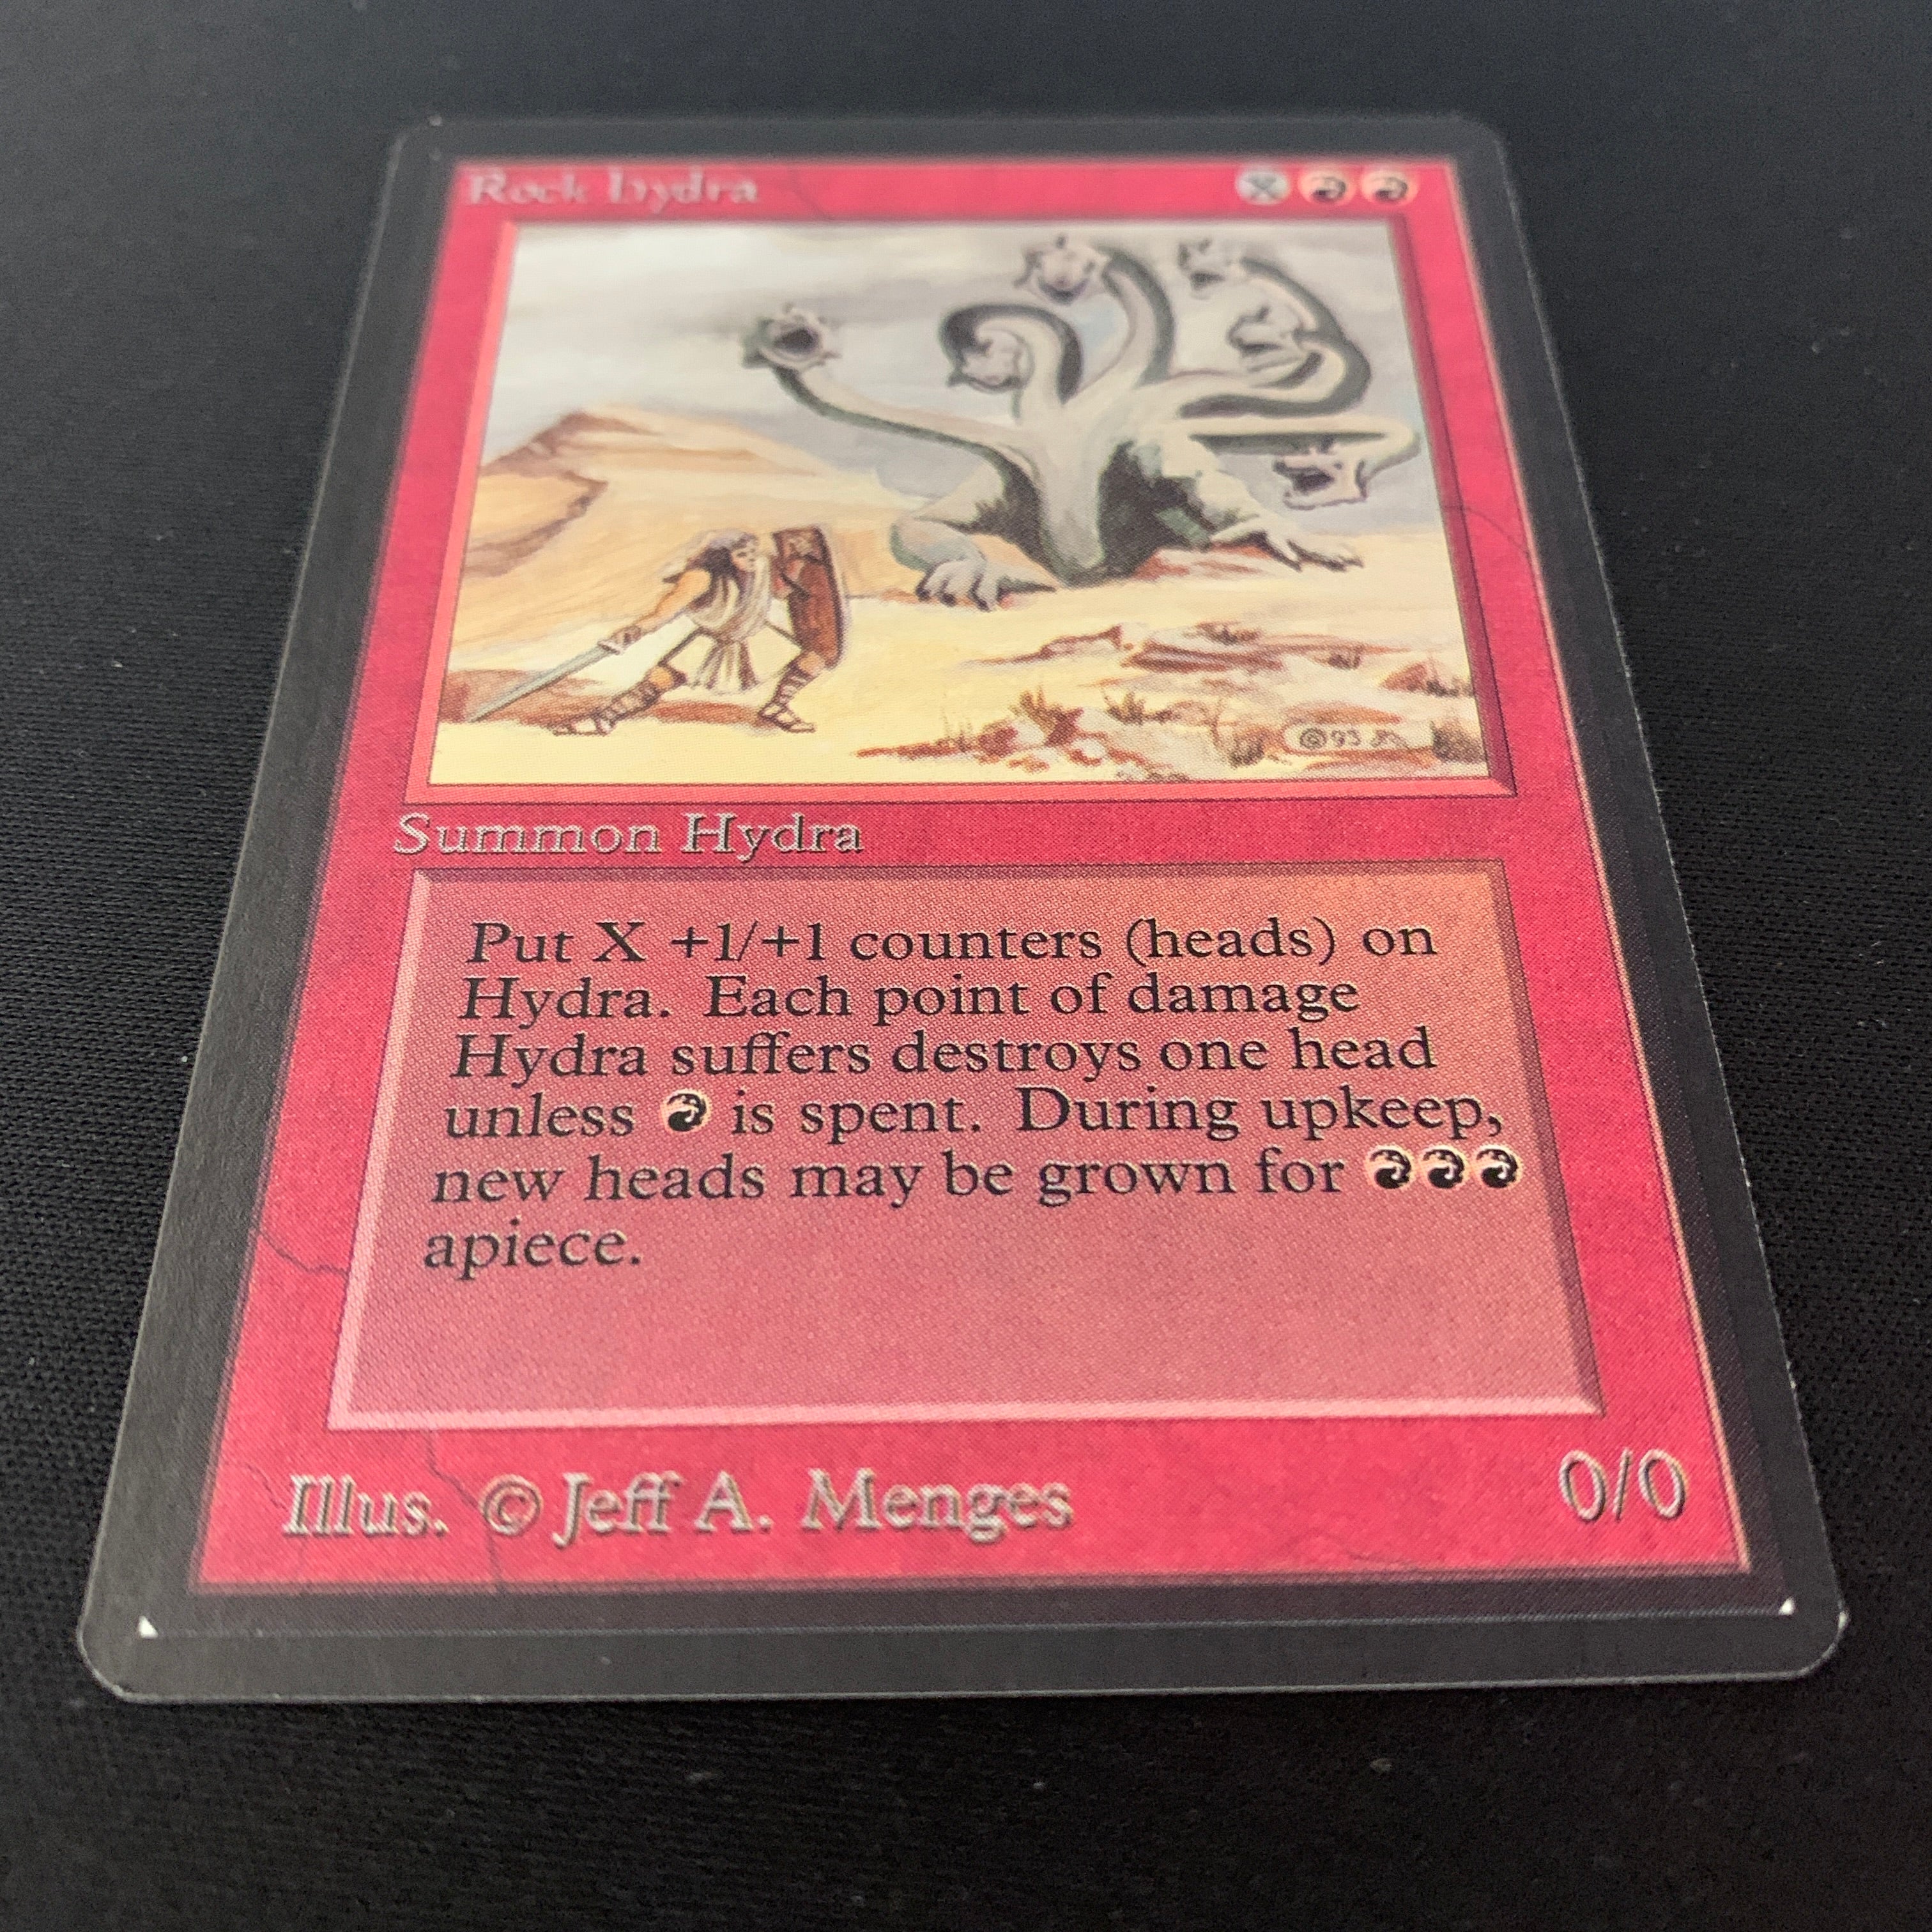 Rock Hydra X
©93
Summon Hydra
Put X +1/+1 counters (heads) on
Hydra. Each point of damage
Hydra suffers destroys one head
unless is spent. During upkeep,
new heads may be grown for
apiece.
Illus. © Jeff A. Menges 0/0